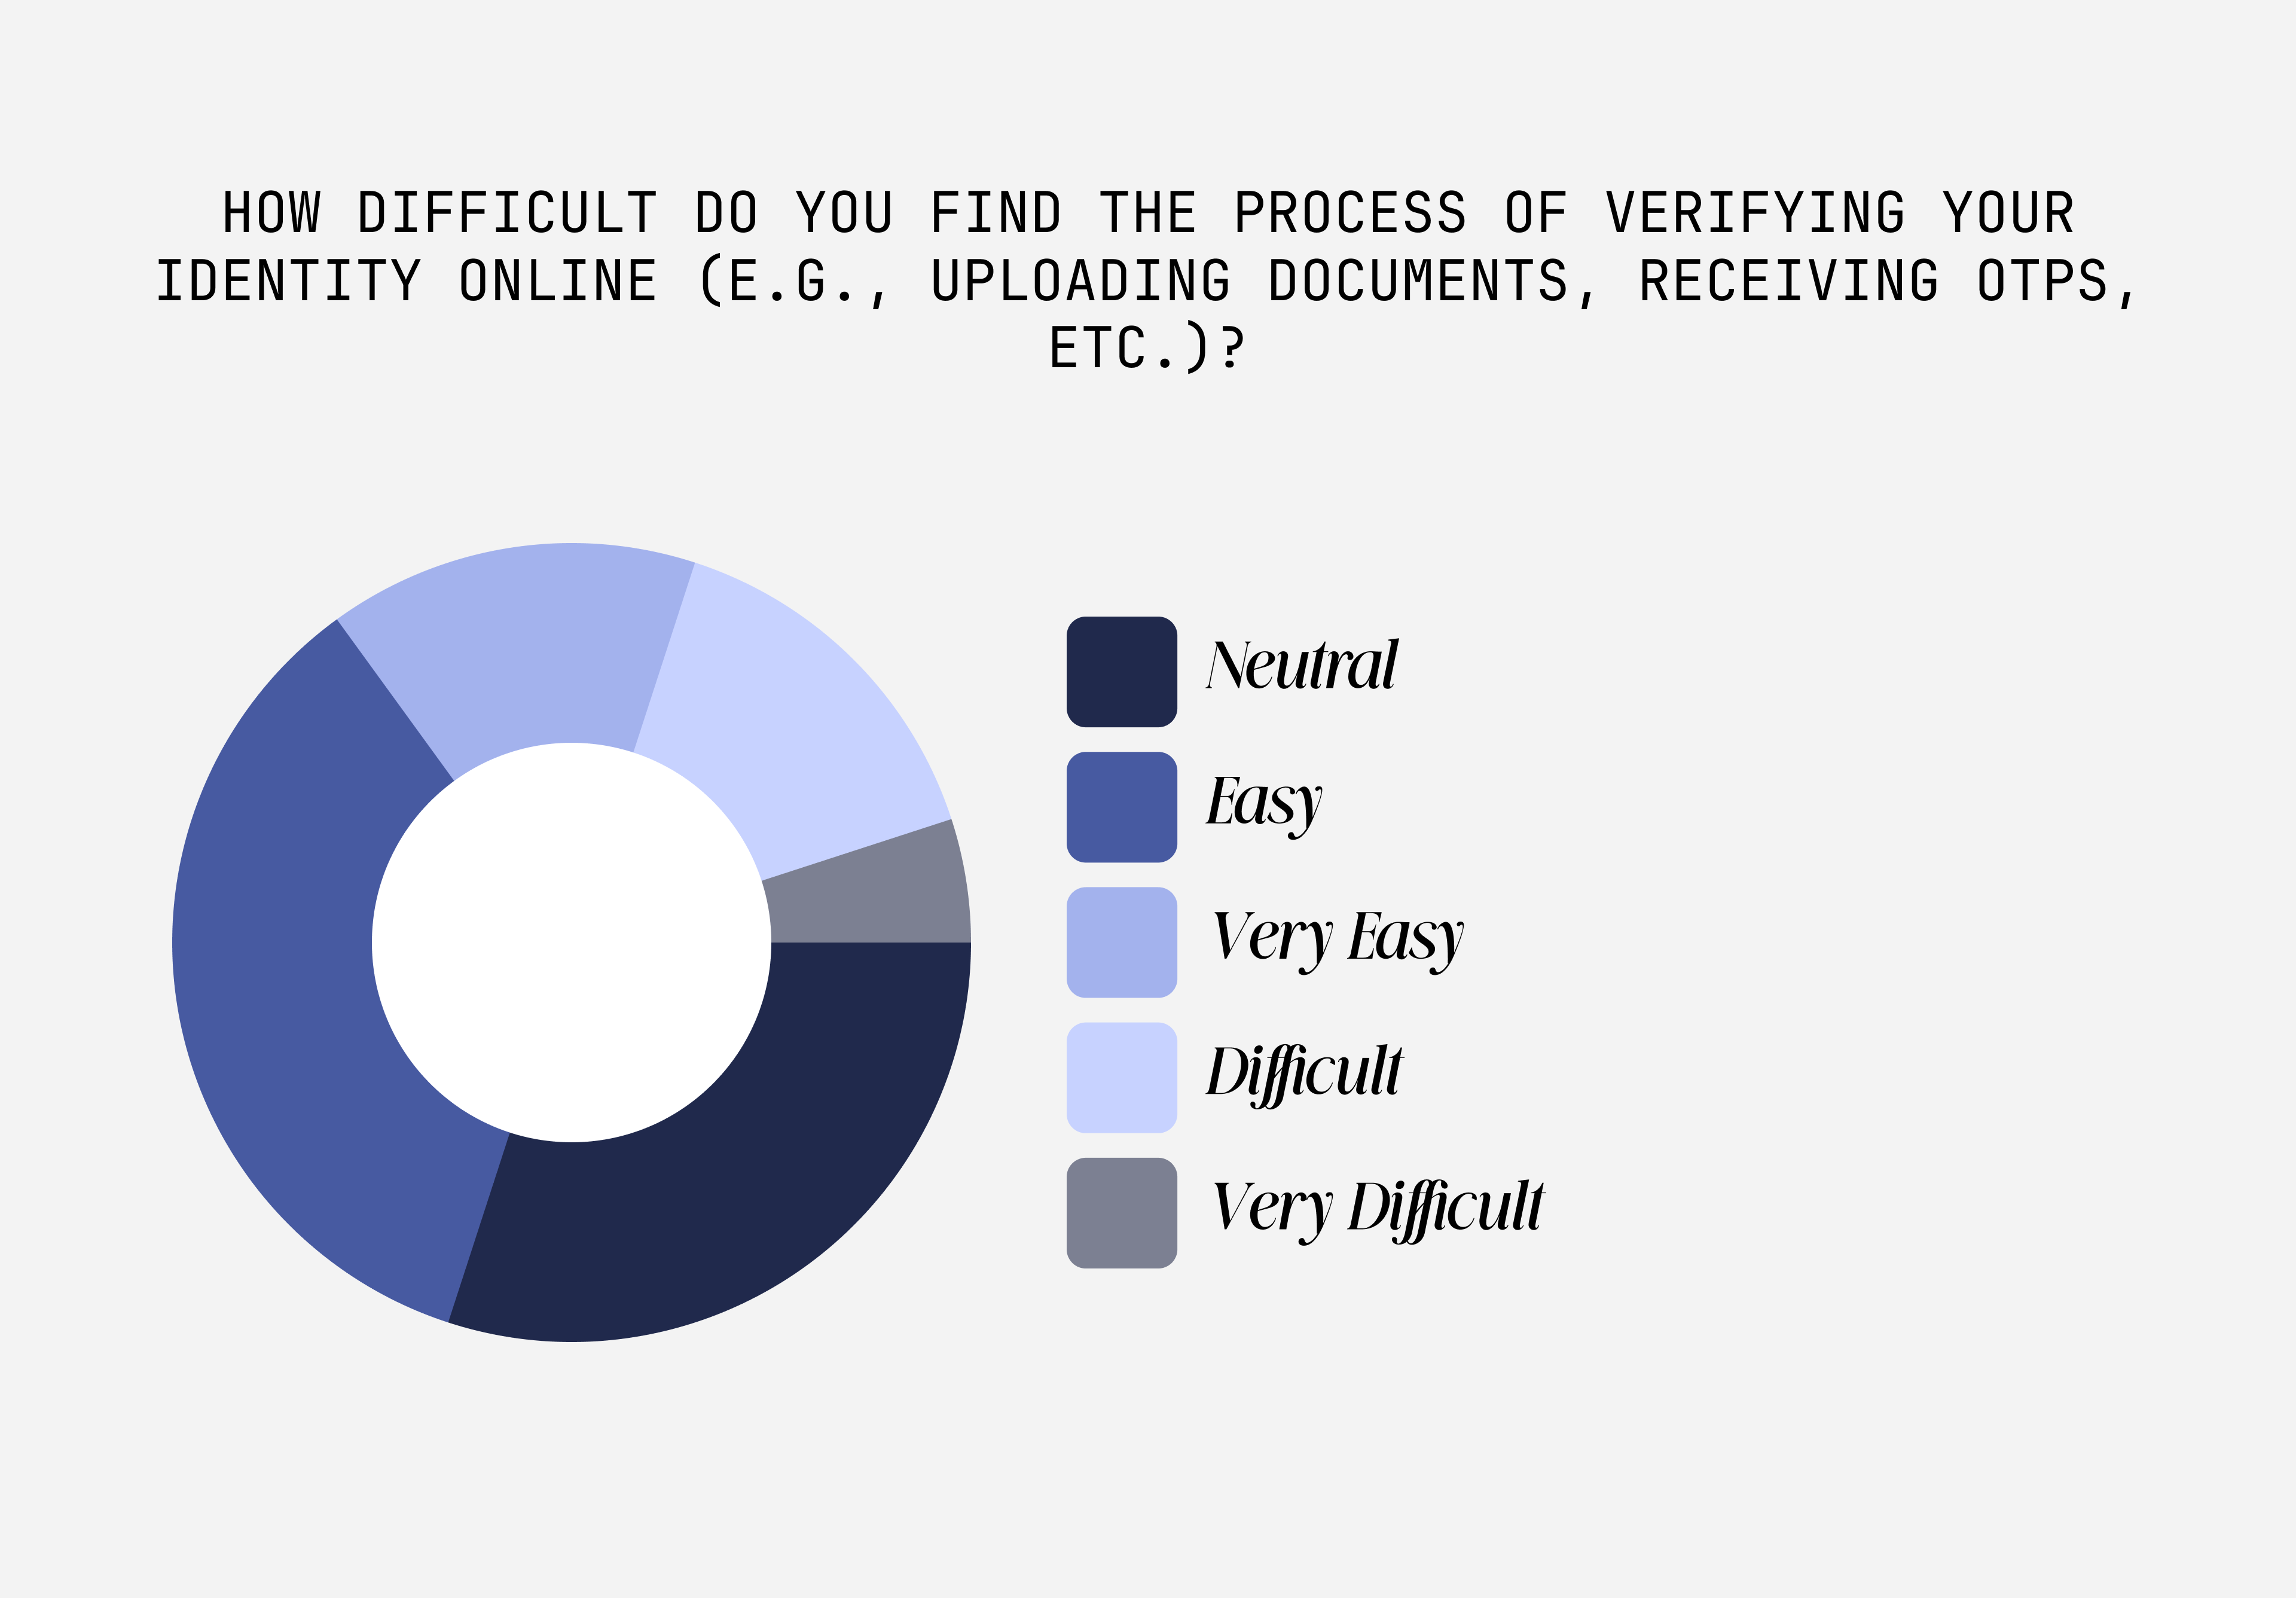 HOW DIFFICULT DO YOU FIND THE PROCESS OF VERIFYING YOUR
IDENTITY ONLINE (E.G., UPLOADING DOCUMENTS, RECEIVING OTPS,
ETC.)?
Neutral
Easy
Very Easy
Difficult
Very Difficult